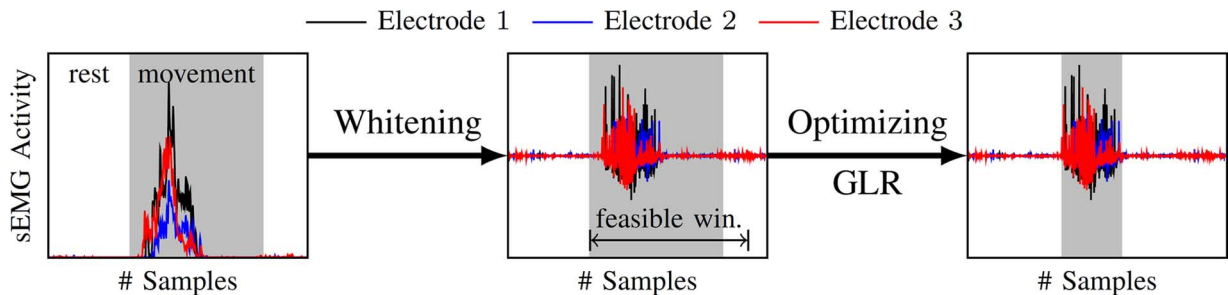 Electrode 1 Electrode 2 Electrode 3
sEMG Activity
rest movement
# Samples
Whitening
feasible win.
# Samples
Optimizing
GLR
# Samples